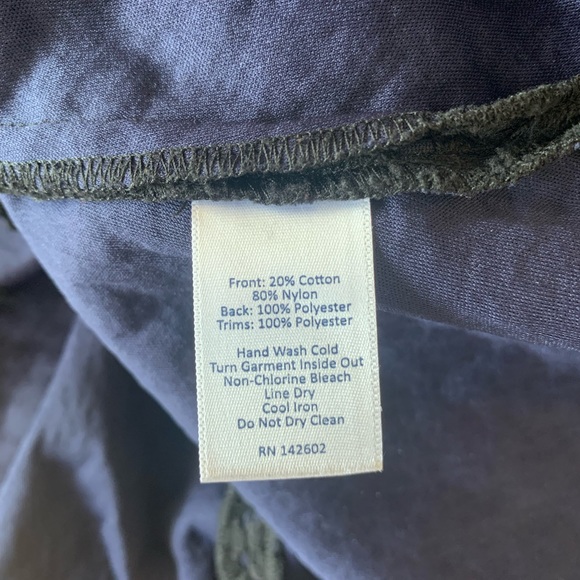 Front: 20% Cotton
80% Nylon
Back: 100% Polyester
Trims: 100% Polyester
Hand Wash Cold
Turn Garment Inside Out
Non-Chlorine Bleach
Line Dry
Cool Iron
Do Not Dry Clean
RN 142602